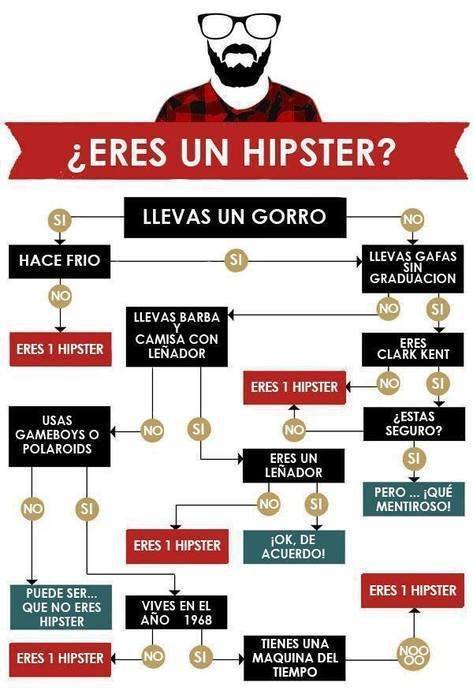 ¿ERES UN HIPSTER?
LLEVAS UN GORRO
SI
NO
HACE FRIO
SI
LLEVAS GAFAS
SIN
GRADUACION
NO
NO
SI
LLEVAS BARBA
Y
CAMISA CON
LEÑADOR
ERES 1 HIPSTER
ERES
CLARK KENT
ERES 1 HIPSTER
NO
SI
USAS
GAMEBOYS O
POLAROIDS
NO
SI
NO
¿ESTAS
SEGURO?
SI
ERES UN
LEÑADOR
PERO ... ¡QUÉ
MENTIROSO!
NO
SI
NO
SI
ERES 1 HIPSTER
¡OK, DE
ACUERDO!
PUEDE SER...
QUE NO ERES
HIPSTER
VIVES EN EL
AÑO 1968
ERES 1 HIPSTER
ERES 1 HIPSTER
NO
SI
TIENES UNA
MAQUINA DEL
TIEMPO
NOO
OO